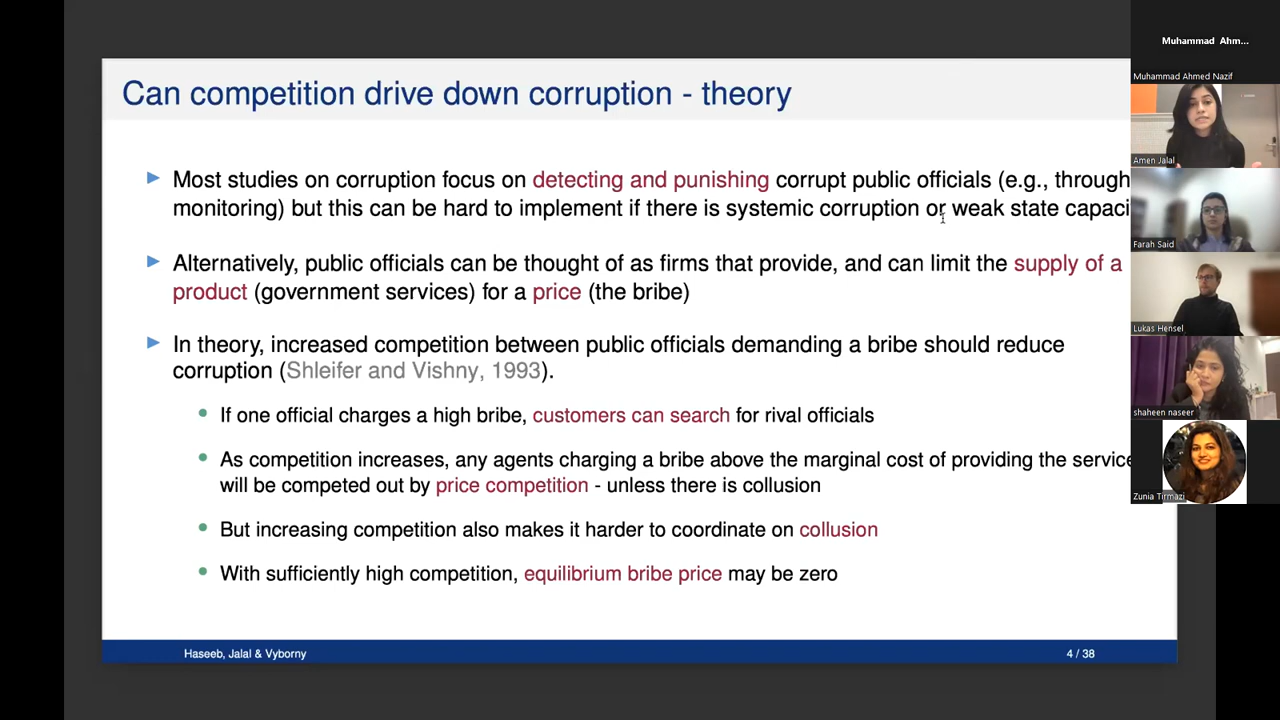 Can competition drive down corruption - theory
Most studies on corruption focus on detecting and punishing corrupt public officials (e.g., through
monitoring) but this can be hard to implement if there is systemic corruption or weak state capaci
Alternatively, public officials can be thought of as firms that provide, and can limit the supply of a
product (government services) for a price (the bribe)
In theory, increased competition between public officials demanding a bribe should reduce
corruption (Shleifer and Vishny, 1993).
If one official charges a high bribe, customers can search for rival officials
As competition increases, any agents charging a bribe above the marginal cost of providing the service
will be competed out by price competition - unless there is collusion
But increasing competition also makes it harder to coordinate on collusion
With sufficiently high competition, equilibrium bribe price may be zero
Haseeb, Jalal & Vyborny
4 / 38
Muhammad Ahm...
Muhammad Ahmed Nazif
Amen Jalal
Farah Said
Lukas Hensel
shaheen naseer
Zunia Tirmazi